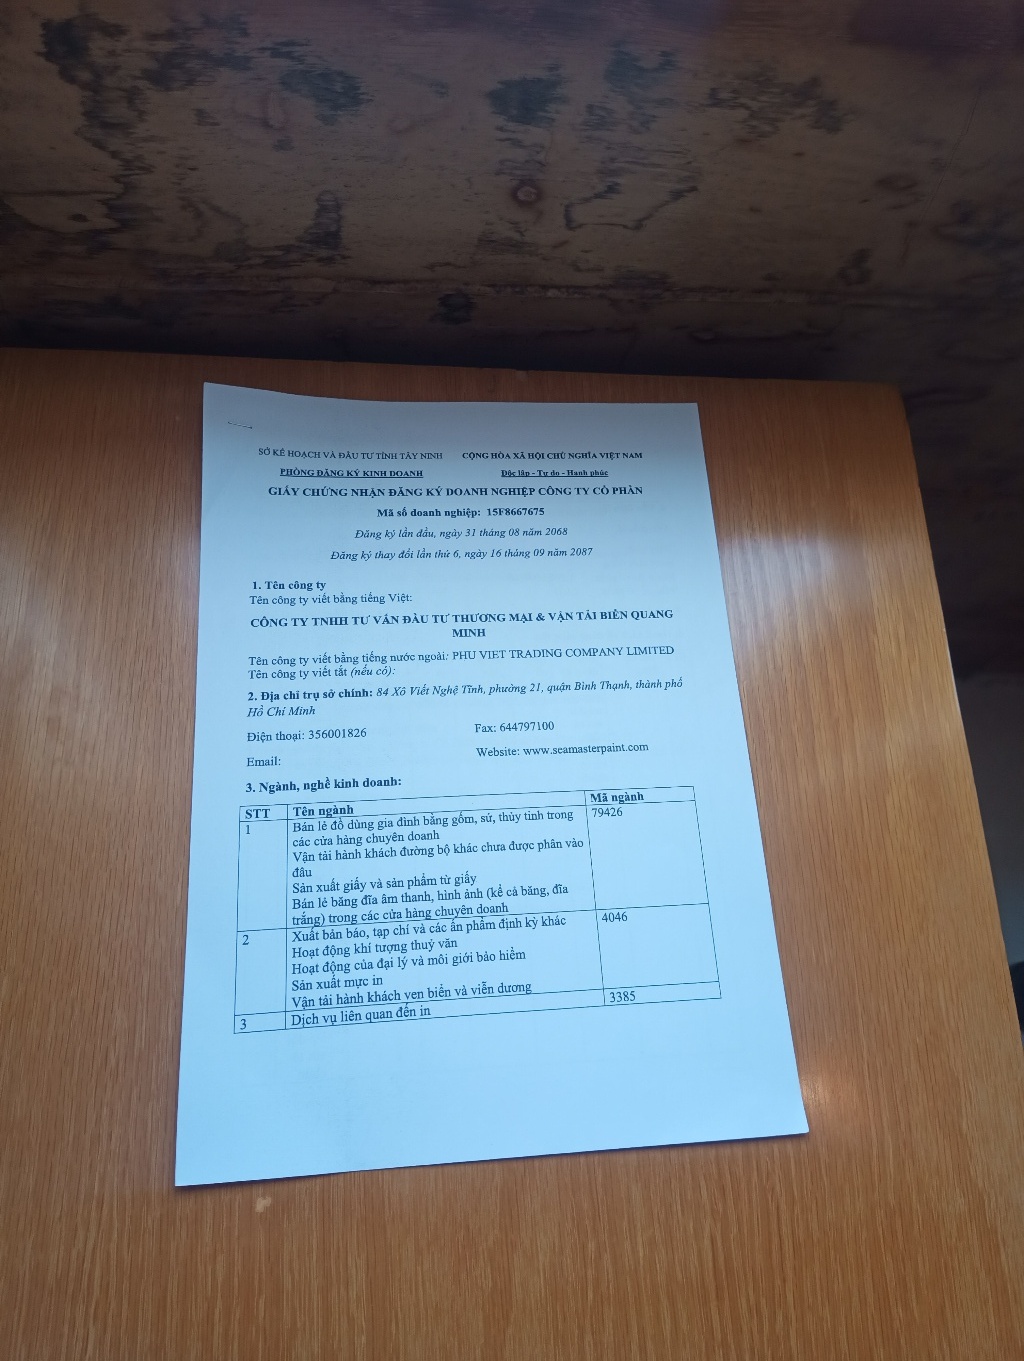 SỞ KẾ HOẠCH VÀ ĐẦU TƯ TỈNH TÂY NINH CỘNG HÒA XÃ HỘI CHỦ NGHĨA VIỆT NAM
PHÒNG ĐĂNG KÝ KINH DOANH Độc lập - Tự do - Hạnh phúc
GIẤY CHỨNG NHẬN ĐĂNG KÝ DOANH NGHIỆP CÔNG TY CỔ PHẦN
Mã số doanh nghiệp: 15F8667675
Đăng ký lần đầu, ngày 31 tháng 08 năm 2068
Đăng ký thay đổi lần thứ 6, ngày 16 tháng 09 năm 2087
1. Tên công ty
Tên công ty viết bằng tiếng Việt:
CÔNG TY TNHH TƯ VẤN ĐẦU TƯ THƯƠNG MẠI & VẬN TẢI BIỂN QUANG
MINH
Tên công ty viết bằng tiếng nước ngoài: PHU VIET TRADING COMPANY LIMITED
Tên công ty viết tắt (nếu có):
2. Địa chỉ trụ sở chính: 84 Xô Viết Nghệ Tĩnh, phường 21, quận Bình Thạnh, thành phố
Hồ Chí Minh
Điện thoại: 356001826 Fax: 644797100
Email: Website: www.seamasterpaint.com
3. Ngành, nghề kinh doanh:
STT Tên ngành Mã ngành
1 Bán lẻ đồ dùng gia đình bằng gốm, sứ, thủy tinh trong 79426
các cửa hàng chuyên doanh
Vận tải hành khách đường bộ khác chưa được phân vào
đâu
Sản xuất giấy và sản phẩm từ giấy
Bán lẻ băng đĩa âm thanh, hình ảnh (kể cả băng, đĩa
trắng) trong các cửa hàng chuyên doanh
2 Xuất bản báo, tạp chí và các ấn phẩm định kỳ khác 4046
Hoạt động khí tượng thuỷ văn
Hoạt động của đại lý và môi giới bảo hiểm
Sản xuất mực in
Vận tải hành khách ven biển và viễn dương
3 Dịch vụ liên quan đến in 3385